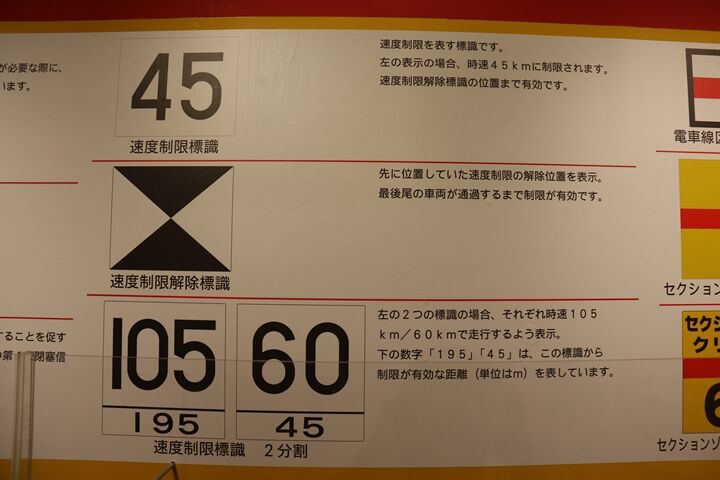 が必要な際に、
います。
45
速度制限標識
速度制限を表す標識です。
左の表示の場合、時速45kmに制限されます。
速度制限解除標識の位置まで有効です。
速度制限解除標識
先に位置していた速度制限の解除位置を表示。
最後尾の車両が通過するまで制限が有効です。
することを促す
閉塞信
105
195
60
45
速度制限標識 2分割
左の2つの標識の場合、それぞれ時速105
km/60kmで走行するよう表示。
下の数字「195」「45」は、この標識から
制限が有効な距離(単位はm)を表しています。
電車線区
セクション
セクシ
クリ
6
セクションゾ